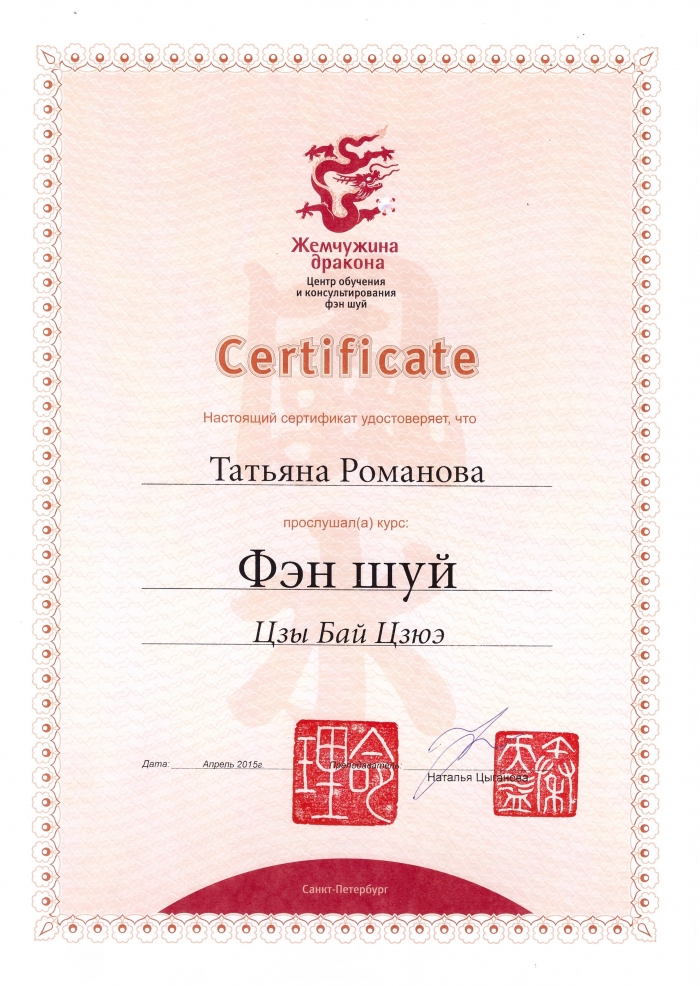 Жемчужина
дракона
Центр обучения
и консультирования
фэн шуй
Certificate
Настоящий сертификат удостоверяет, что
Татьяна Романова
прослушал(а) курс:
Фэн шуй
Цзы Бай Цзюэ
Дата: Апрель 2015г. Преподаватель:
Наталья Цыганова
Санкт-Петербург